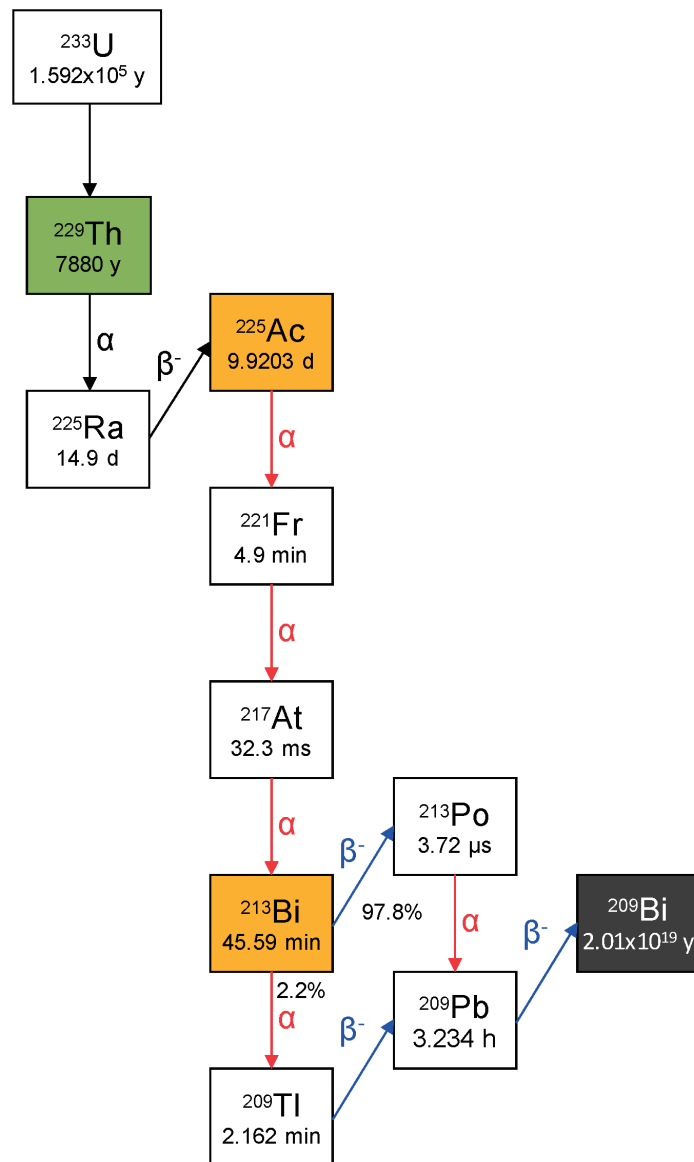 ²³³U
1.592x10⁵ y
²²⁹Th
7880 y
α
β⁻
²²⁵Ac
9.9203 d
²²⁵Ra
14.9 d
α
²²¹Fr
4.9 min
α
²¹⁷At
32.3 ms
α
β⁻
²¹³Po
3.72 µs
²¹³Bi
45.59 min
97.8%
α
β⁻
²⁰⁹Bi
2.01x10¹⁹ y
2.2%
α
β⁻
²⁰⁹Pb
3.234 h
²⁰⁹Tl
2.162 min